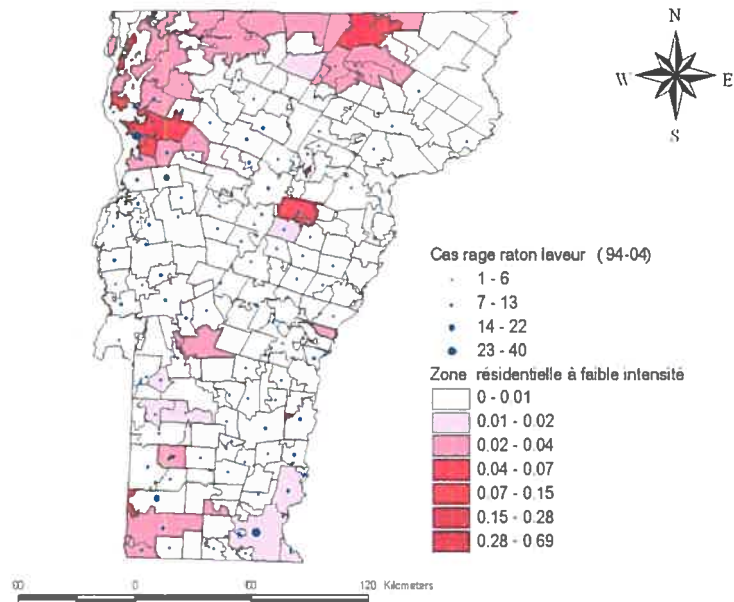 N
W E
S
Cas rage raton laveur (94-04)
1 - 6
7 - 13
14 - 22
23 - 40
Zone résidentielle à faible intensité
0 - 0 01
0.01 - 0.02
0.02 - 0.04
0.04 - 0.07
0.07 - 0.15
0.15 - 0.28
0.28 - 0 69
60 0 60 120 Kilometers